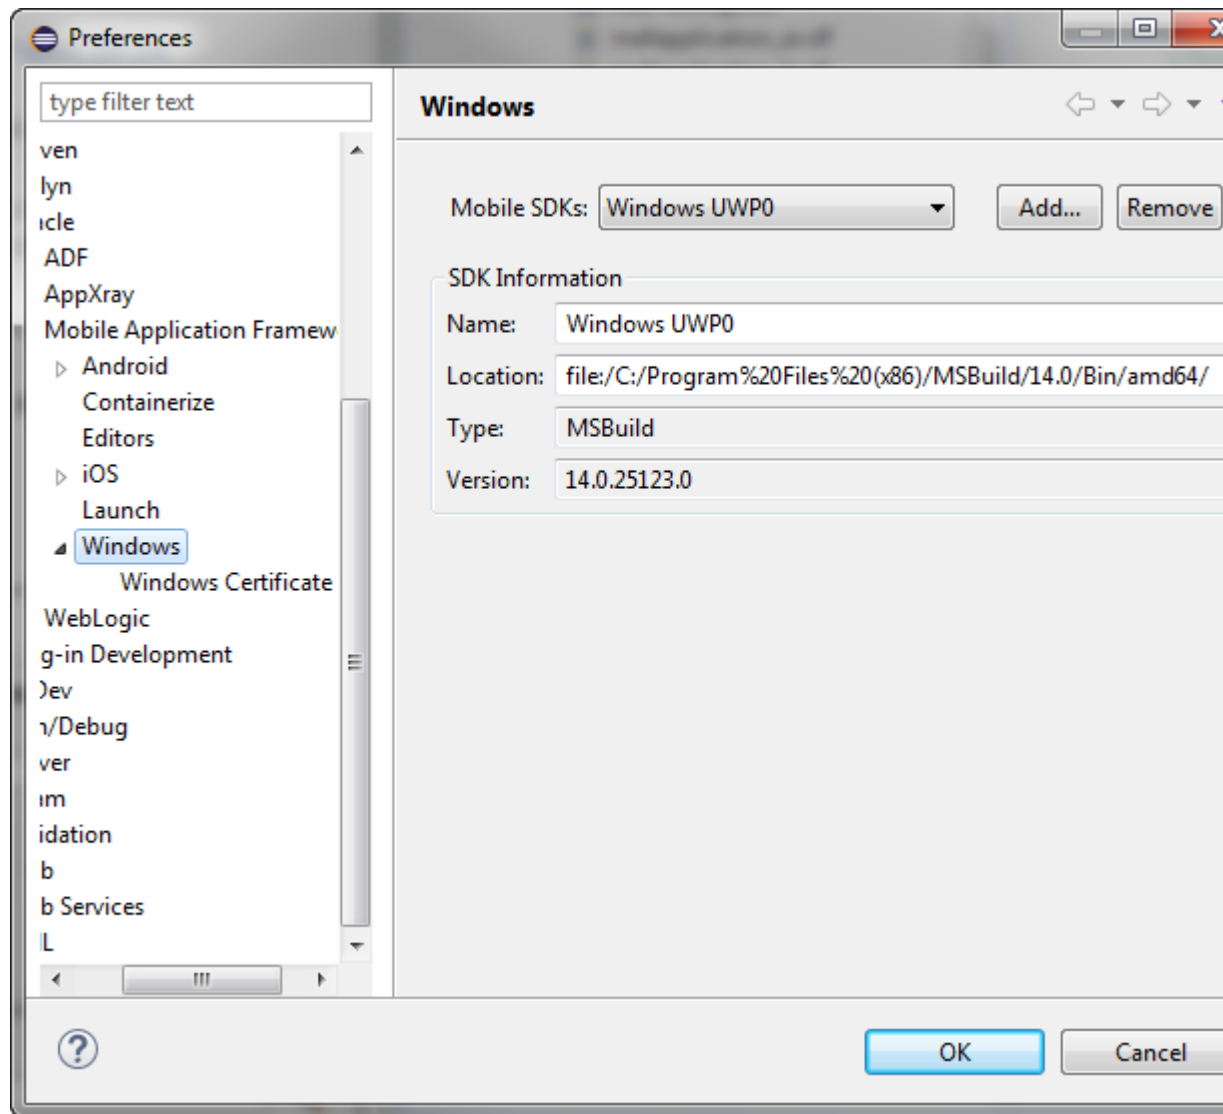 Preferences
type filter text
ven
lyn
cle
ADF
AppXray
Mobile Application Framew
Android
Containerize
Editors
iOS
Launch
Windows
Windows Certificate
WebLogic
g-in Development
Dev
n/Debug
ver
am
idation
b
b Services
IL
Windows
Mobile SDKs: Windows UWP0 Add... Remove
SDK Information
Name: Windows UWP0
Location: file:/C:/Program%20Files%20(x86)/MSBuild/14.0/Bin/amd64/
Type: MSBuild
Version: 14.0.25123.0
OK Cancel